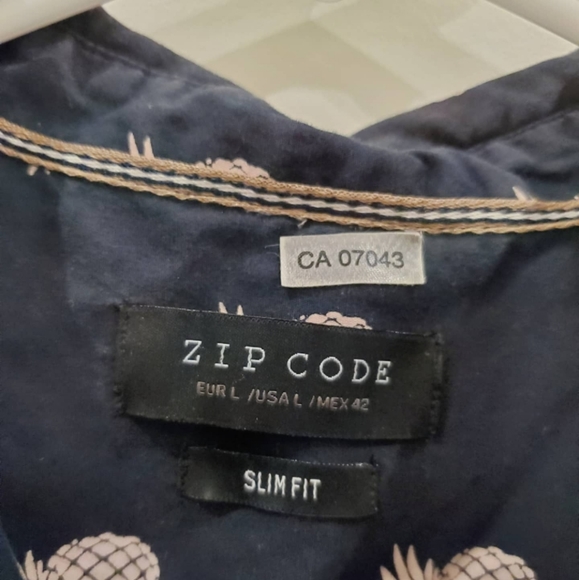 CA 07043
ZIP CODE
EUR L /USA L /MEX 42
SLIM FIT